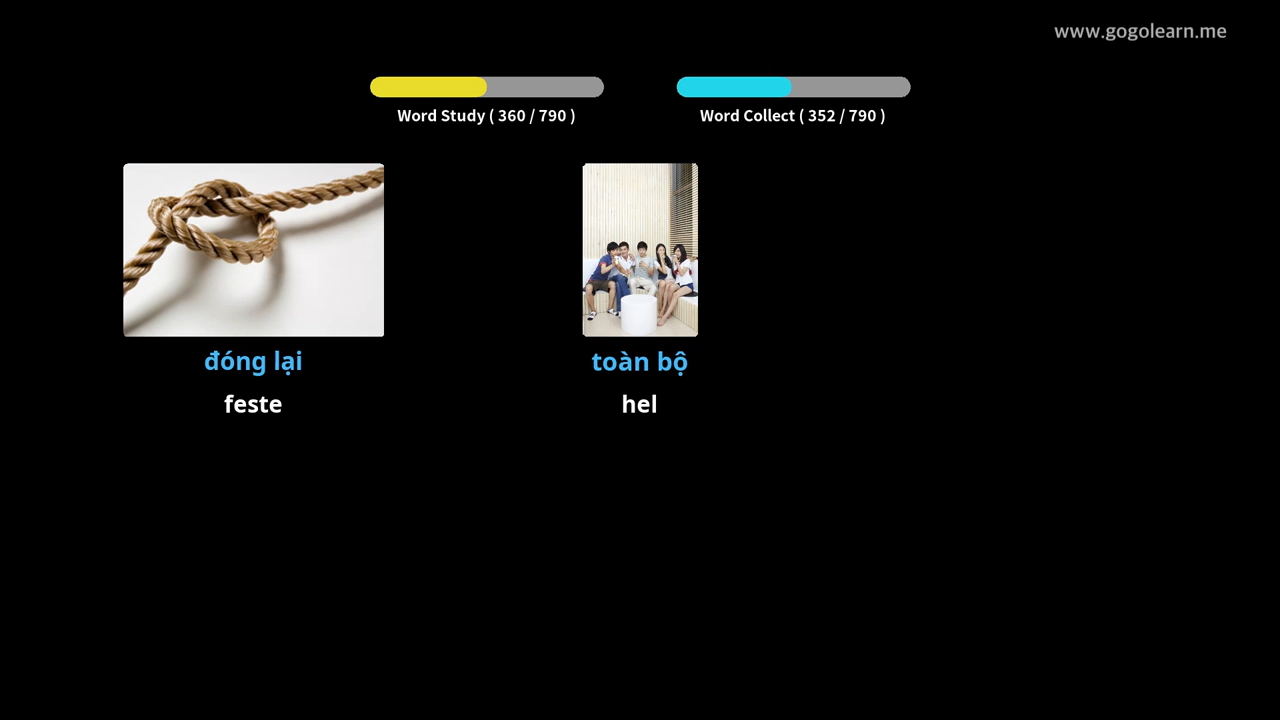 www.gogolearn.me
Word Study ( 360 / 790 )
Word Collect ( 352 / 790 )
đóng lại
feste
toàn bộ
hel